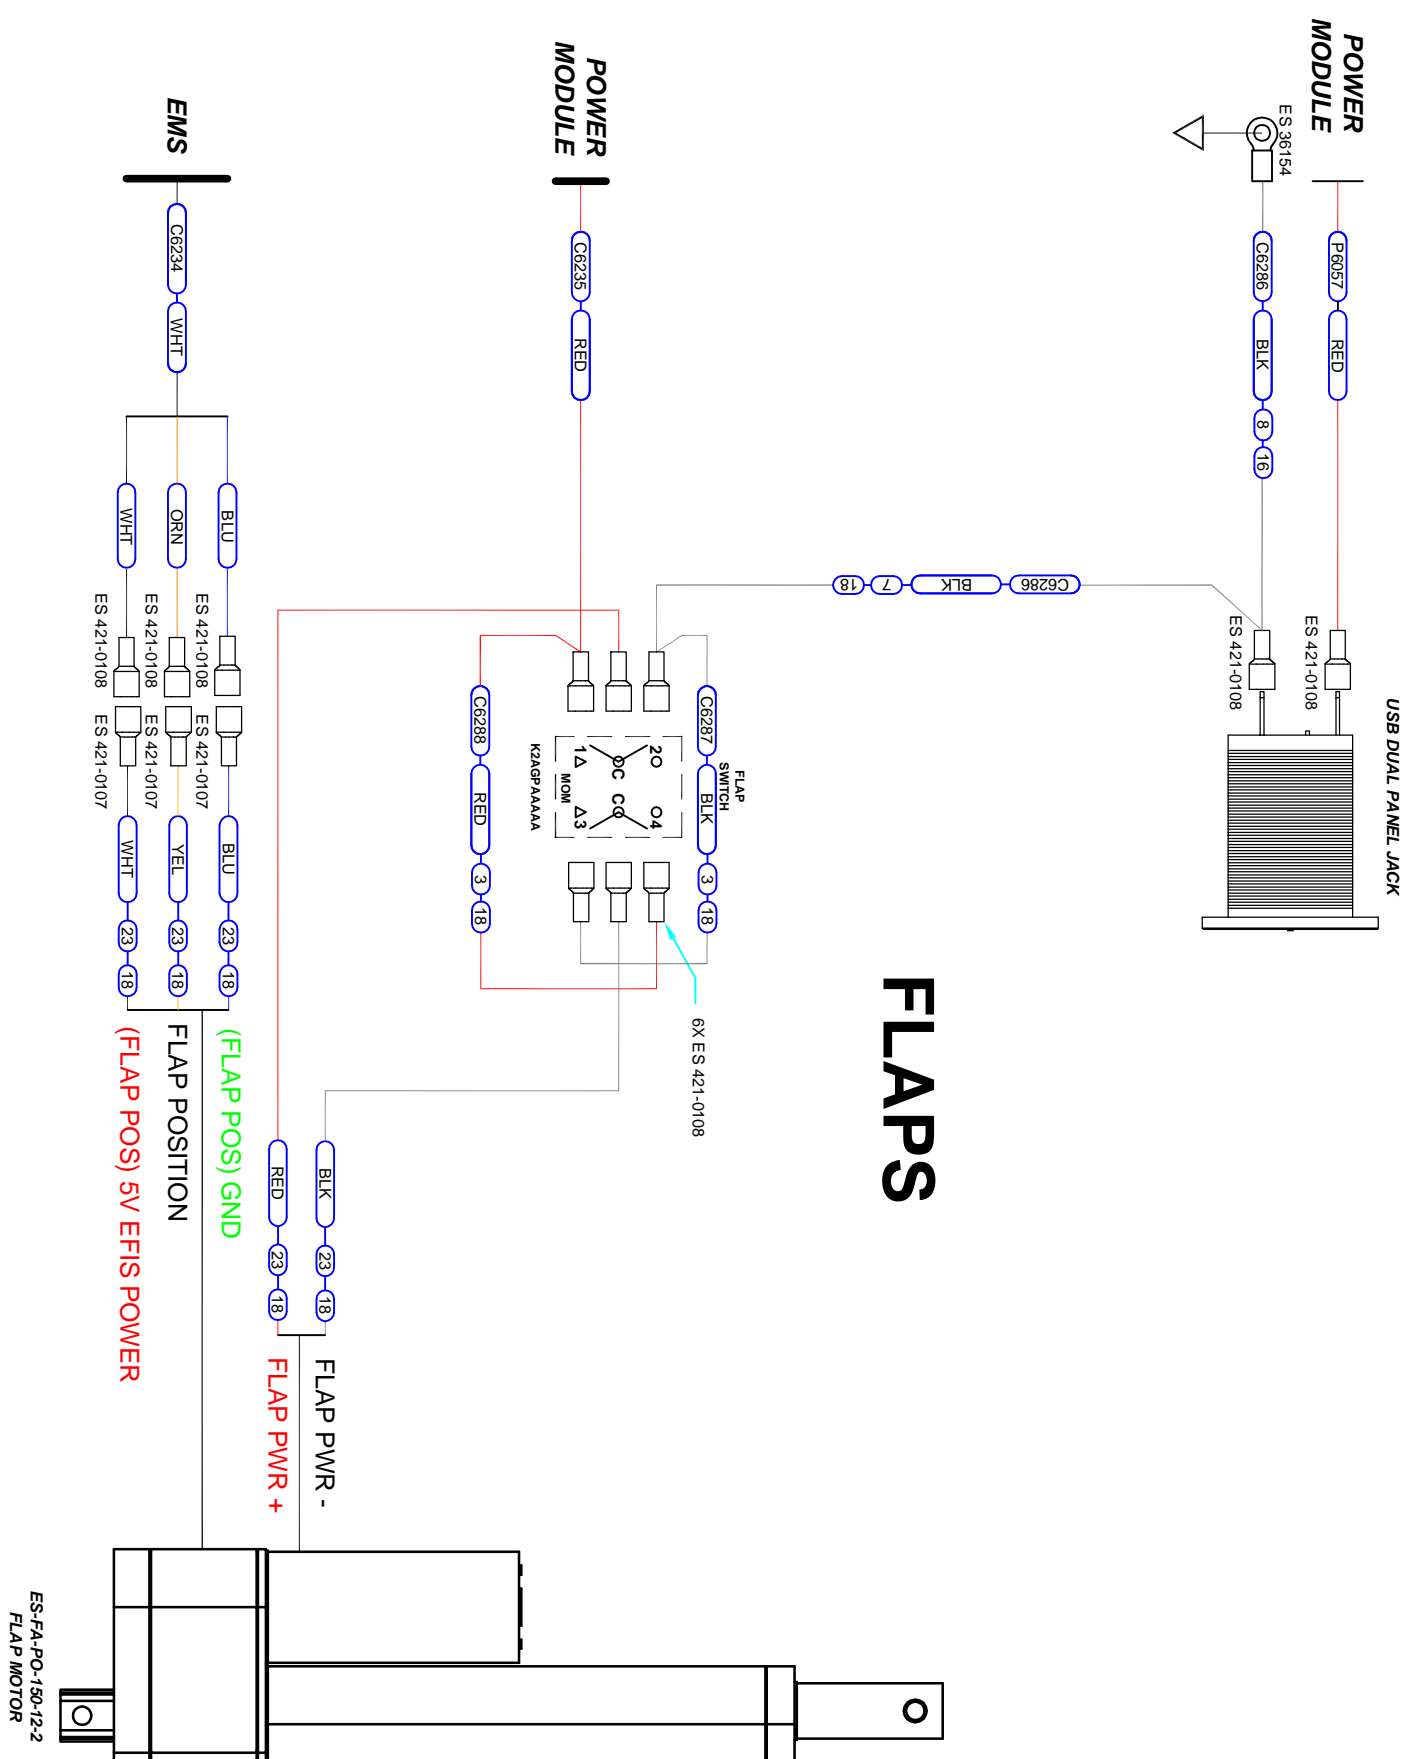 FLAPS
USB DUAL PANEL JACK
POWER
MODULE
P6057
RED
ES 421-0108
ES 36154
C6286
BLK
8
16
ES 421-0108
C6286
BLK
7
18
POWER
MODULE
C6235
RED
C6287
BLK
3
18
FLAP
SWITCH
2
4
C
C
1
3
MOM
K2AGPAAAAA
6X ES 421-0108
C6288
RED
3
18
BLK
23
18
FLAP PWR -
RED
23
18
FLAP PWR +
EMS
C6234
WHT
BLU
ES 421-0108
ES 421-0107
BLU
23
18
(FLAP POS) GND
ORN
ES 421-0108
ES 421-0107
YEL
23
18
FLAP POSITION
WHT
ES 421-0108
ES 421-0107
WHT
23
18
(FLAP POS) 5V EFIS POWER
ES-FA-PO-150-12-2
FLAP MOTOR